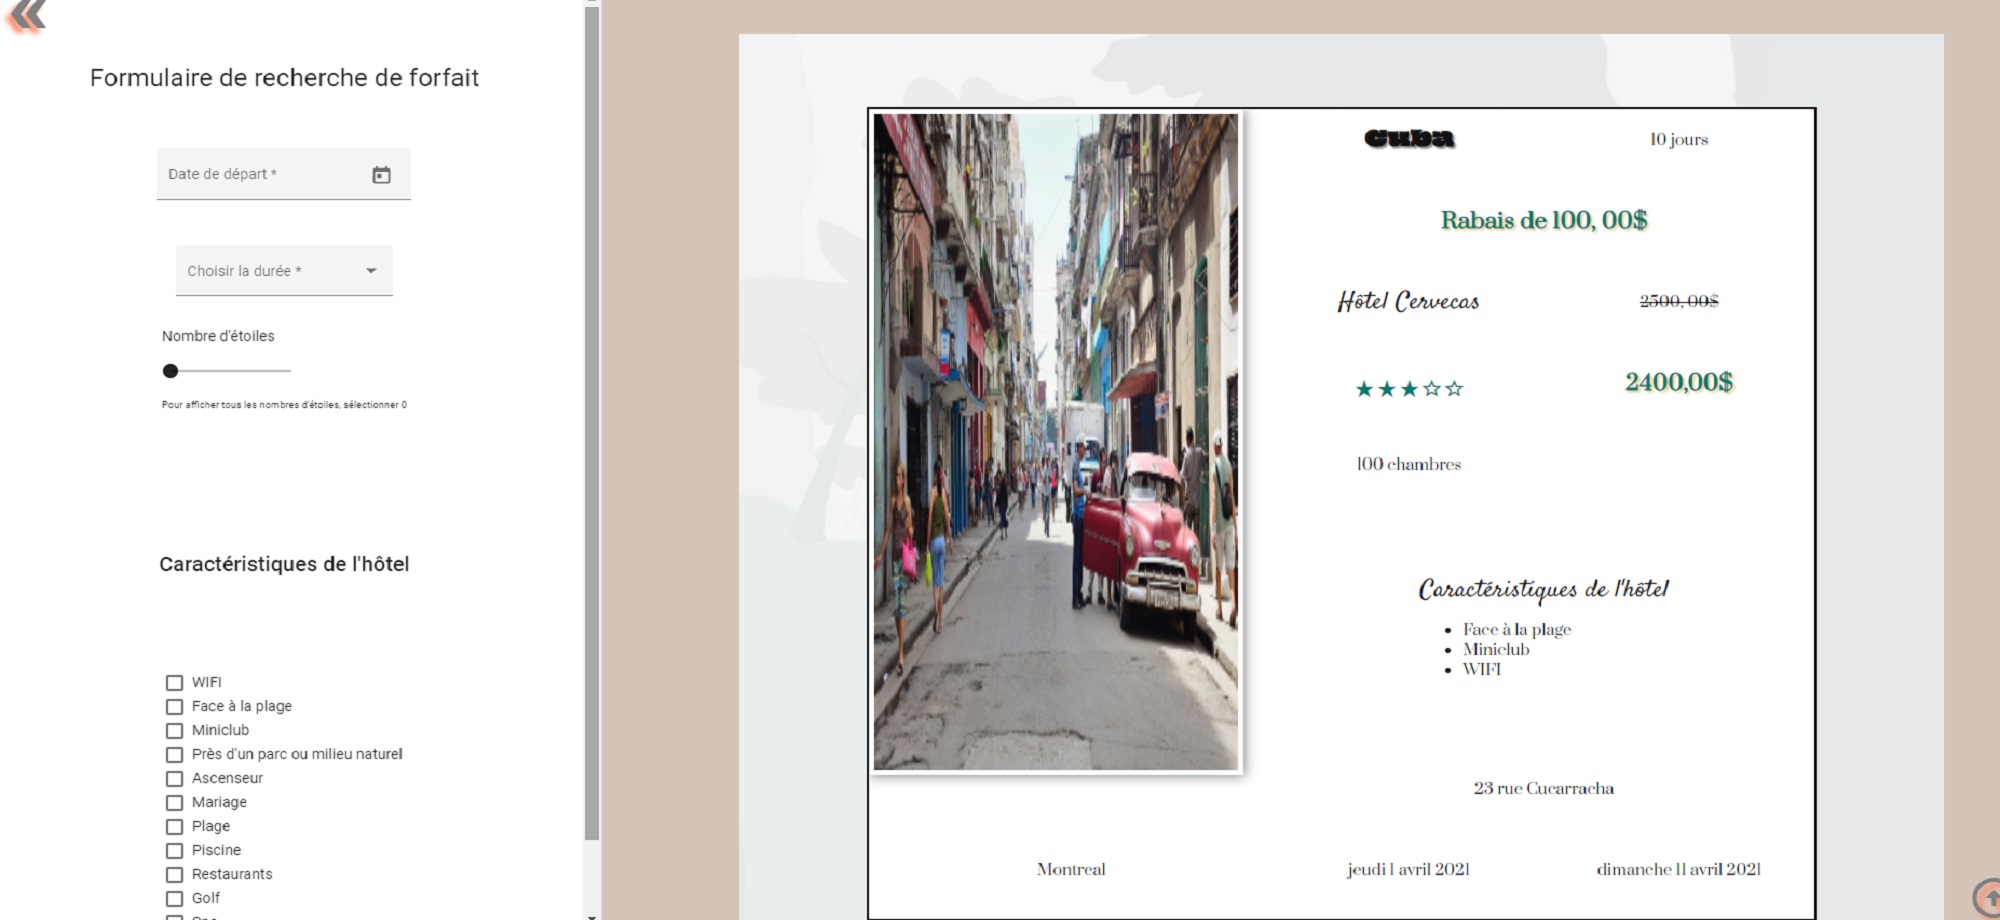 Formulaire de recherche de forfait
Date de départ *
Choisir la durée *
Nombre d'étoiles
Pour afficher tous les nombres d'étoiles, sélectionner 0
Caractéristiques de l'hôtel
WIFI
Face à la plage
Miniclub
Près d'un parc ou milieu naturel
Ascenseur
Mariage
Plage
Piscine
Restaurants
Golf
Cuba
10 jours
Rabais de 100, 00$
Hôtel Cervecas
2500,00$
2400,00$
100 chambres
Caractéristiques de l'hôtel
Face à la plage
Miniclub
WIFI
23 rue Cucarracha
Montreal
jeudi 1 avril 2021
dimanche 11 avril 2021